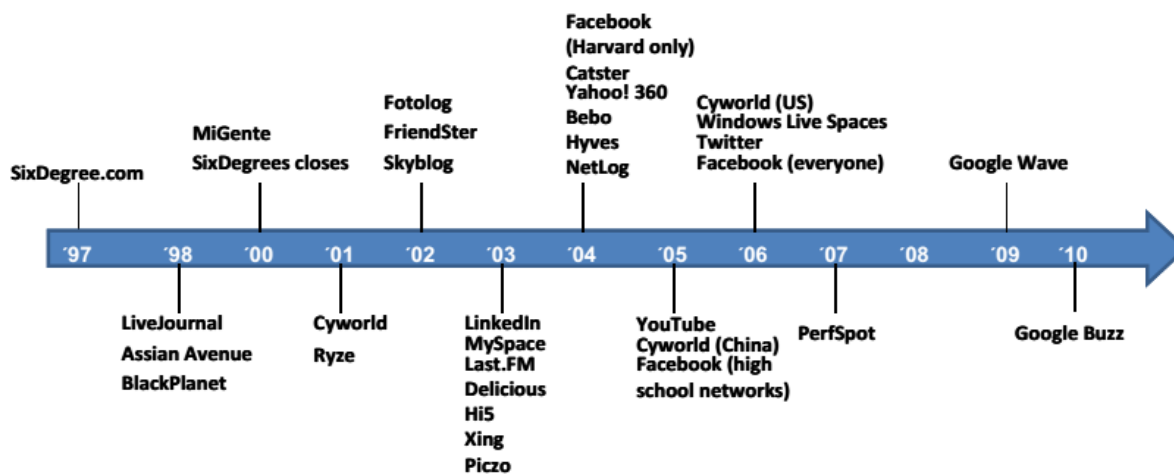 Facebook
(Harvard only)
Catster
Yahoo! 360
Bebo
Hyves
NetLog
Fotolog
FriendSter
Skyblog
Cyworld (US)
Windows Live Spaces
Twitter
Facebook (everyone)
MiGente
SixDegrees closes
SixDegree.com
Google Wave
´97 ´98 ´00 ´01 ´02 ´03 ´04 ´05 ´06 ´07 ´08 ´09 ´10
LiveJournal
Assian Avenue
BlackPlanet
Cyworld
Ryze
LinkedIn
MySpace
Last.FM
Delicious
Hi5
Xing
Piczo
YouTube
Cyworld (China)
Facebook (high
school networks)
PerfSpot
Google Buzz